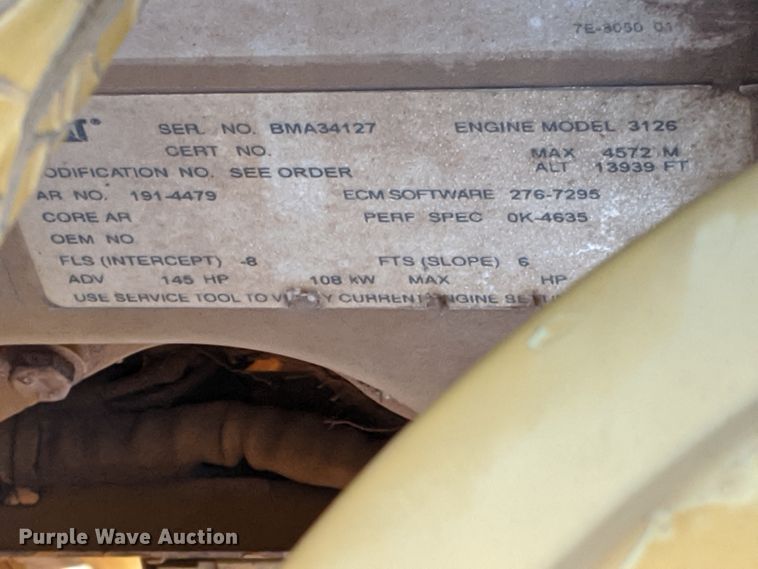 7E-8050 01
SER. NO. BMA34127 ENGINE MODEL 3126
CERT NO. MAX 4572 M
ODIFICATION NO. SEE ORDER ALT 13939 FT
AR NO. 191-4479 ECM SOFTWARE 276-7295
CORE AR PERF SPEC 0K-4635
OEM NO
FLS (INTERCEPT) -8 FTS (SLOPE) 6
ADV 145 HP 108 kW MAX HP
USE SERVICE TOOL TO CURRENT
Purple Wave Auction